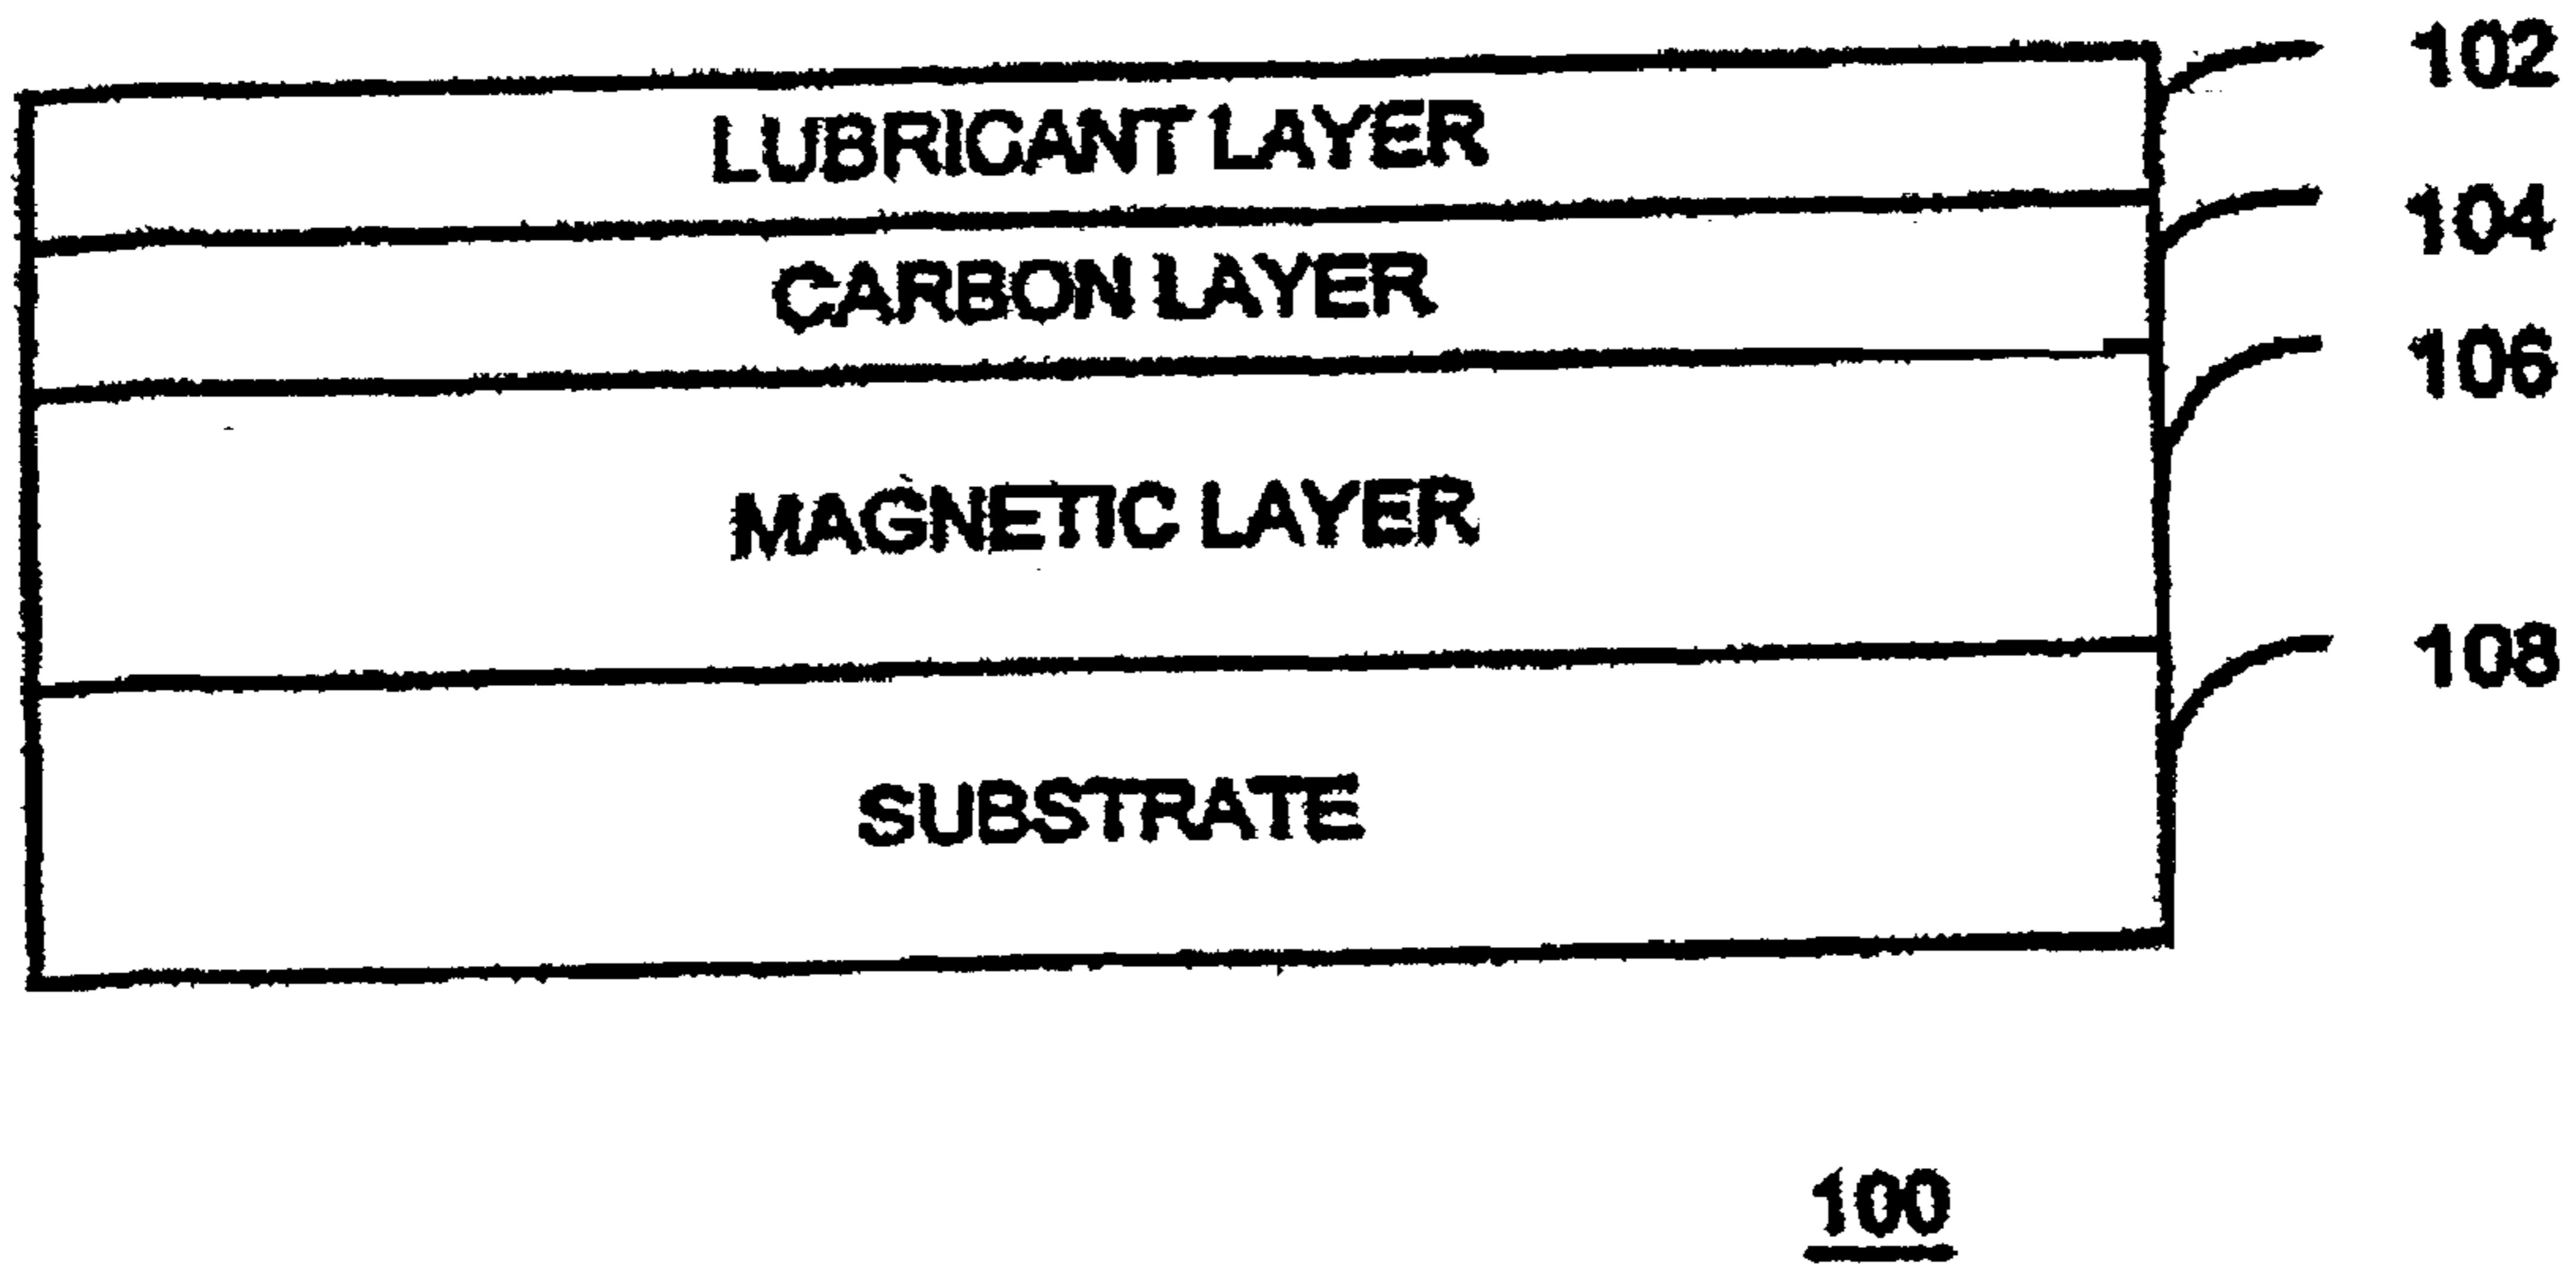 102
LUBRICANT LAYER
104
CARBON LAYER
106
MAGNETIC LAYER
108
SUBSTRATE
100